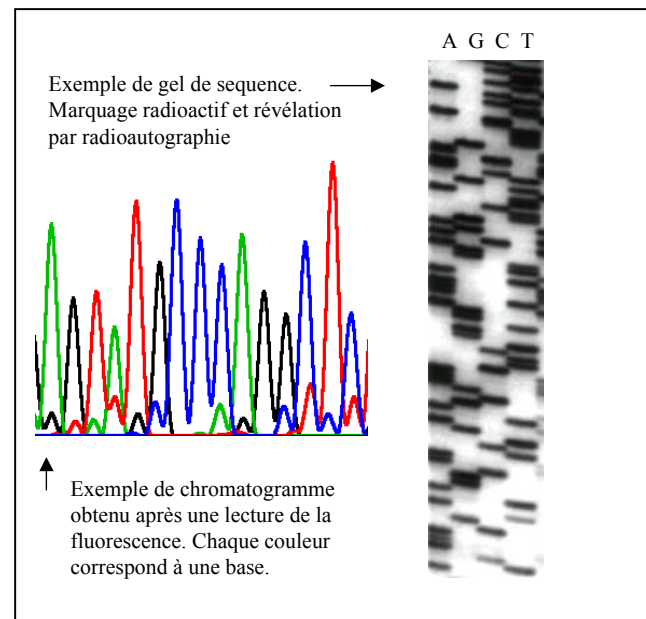 A G C T
Exemple de gel de sequence.
Marquage radioactif et révélation
par radioautographie
Exemple de chromatogramme
obtenu après une lecture de la
fluorescence. Chaque couleur
correspond à une base.